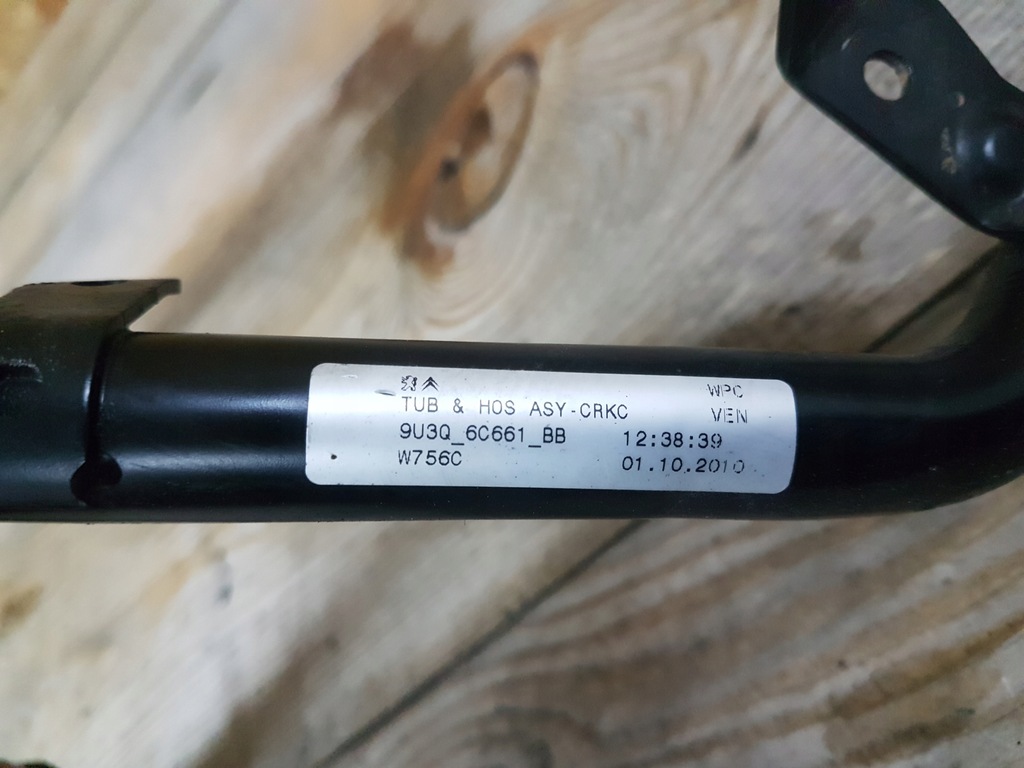 WPC
TUB & HOS ASY-CRKC VEN
9U3Q_6C661_BB 12:38:39
W756C 01.10.2010